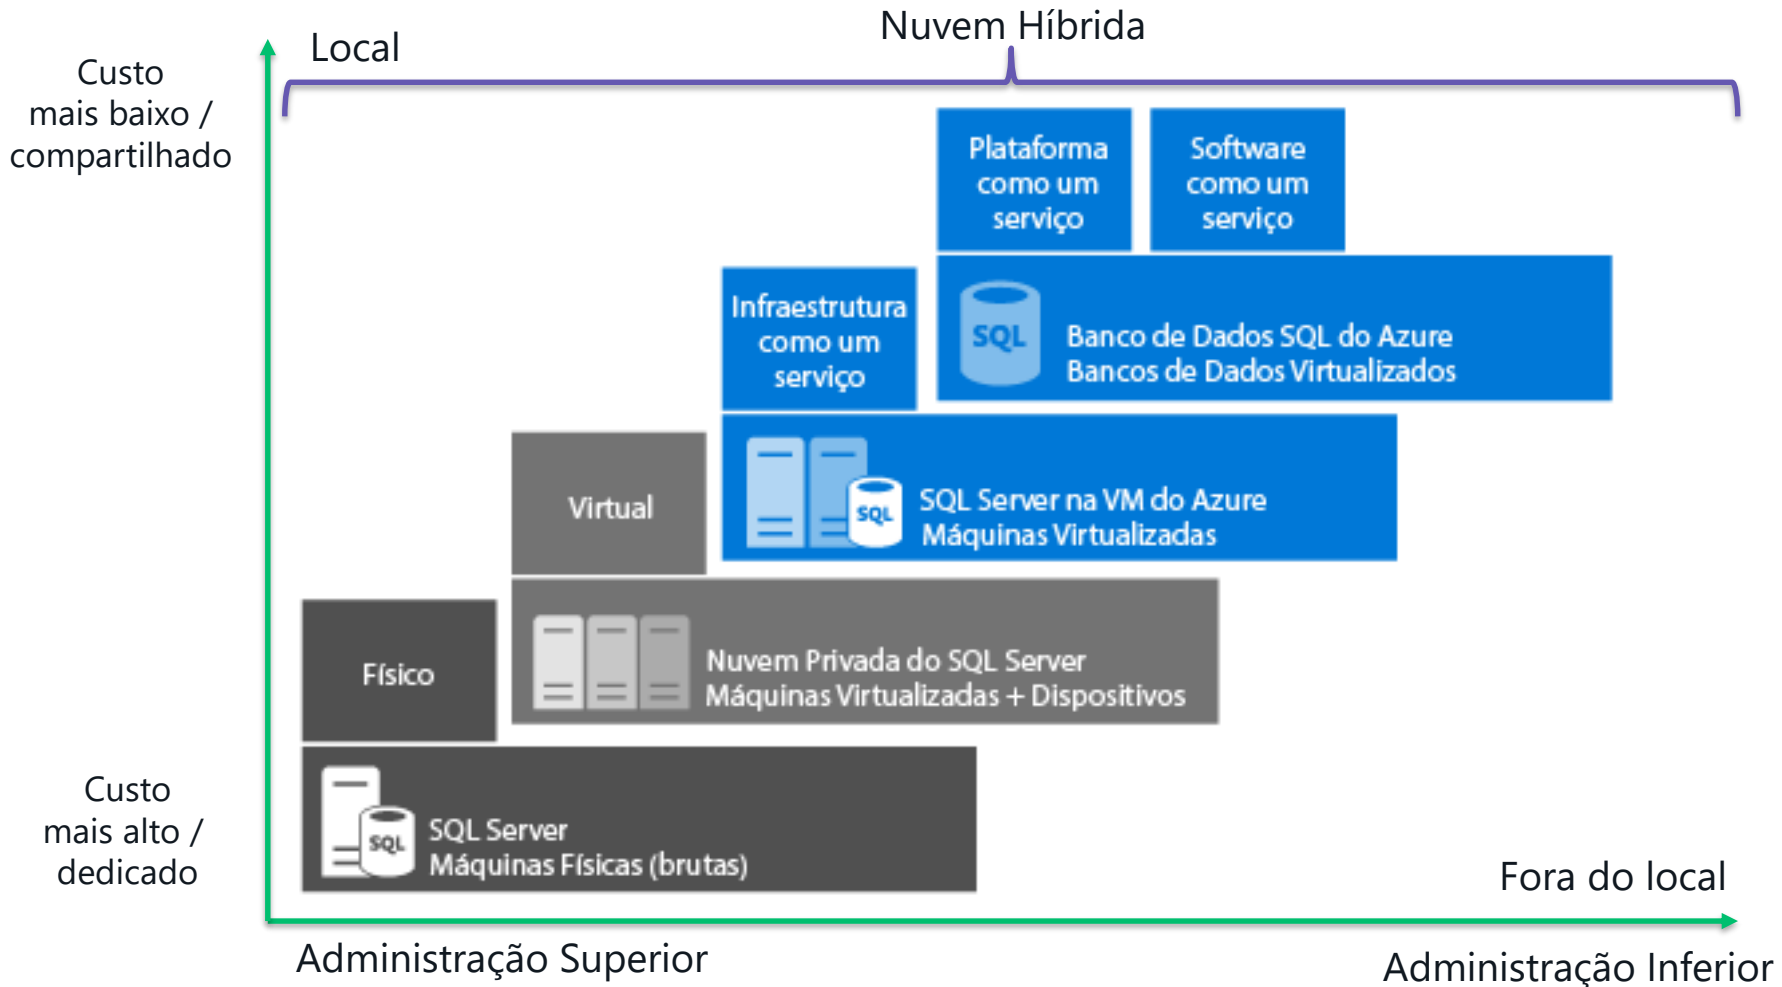 Nuvem Híbrida
Local
Custo
mais baixo /
compartilhado
Plataforma
como um
serviço
Software
como um
serviço
Infraestrutura
como um
serviço
SQL
Banco de Dados SQL do Azure
Bancos de Dados Virtualizados
Virtual
SQL
SQL Server na VM do Azure
Máquinas Virtualizadas
Físico
Nuvem Privada do SQL Server
Máquinas Virtualizadas + Dispositivos
Custo
mais alto /
dedicado
SQL
SQL Server
Máquinas Físicas (brutas)
Fora do local
Administração Superior
Administração Inferior